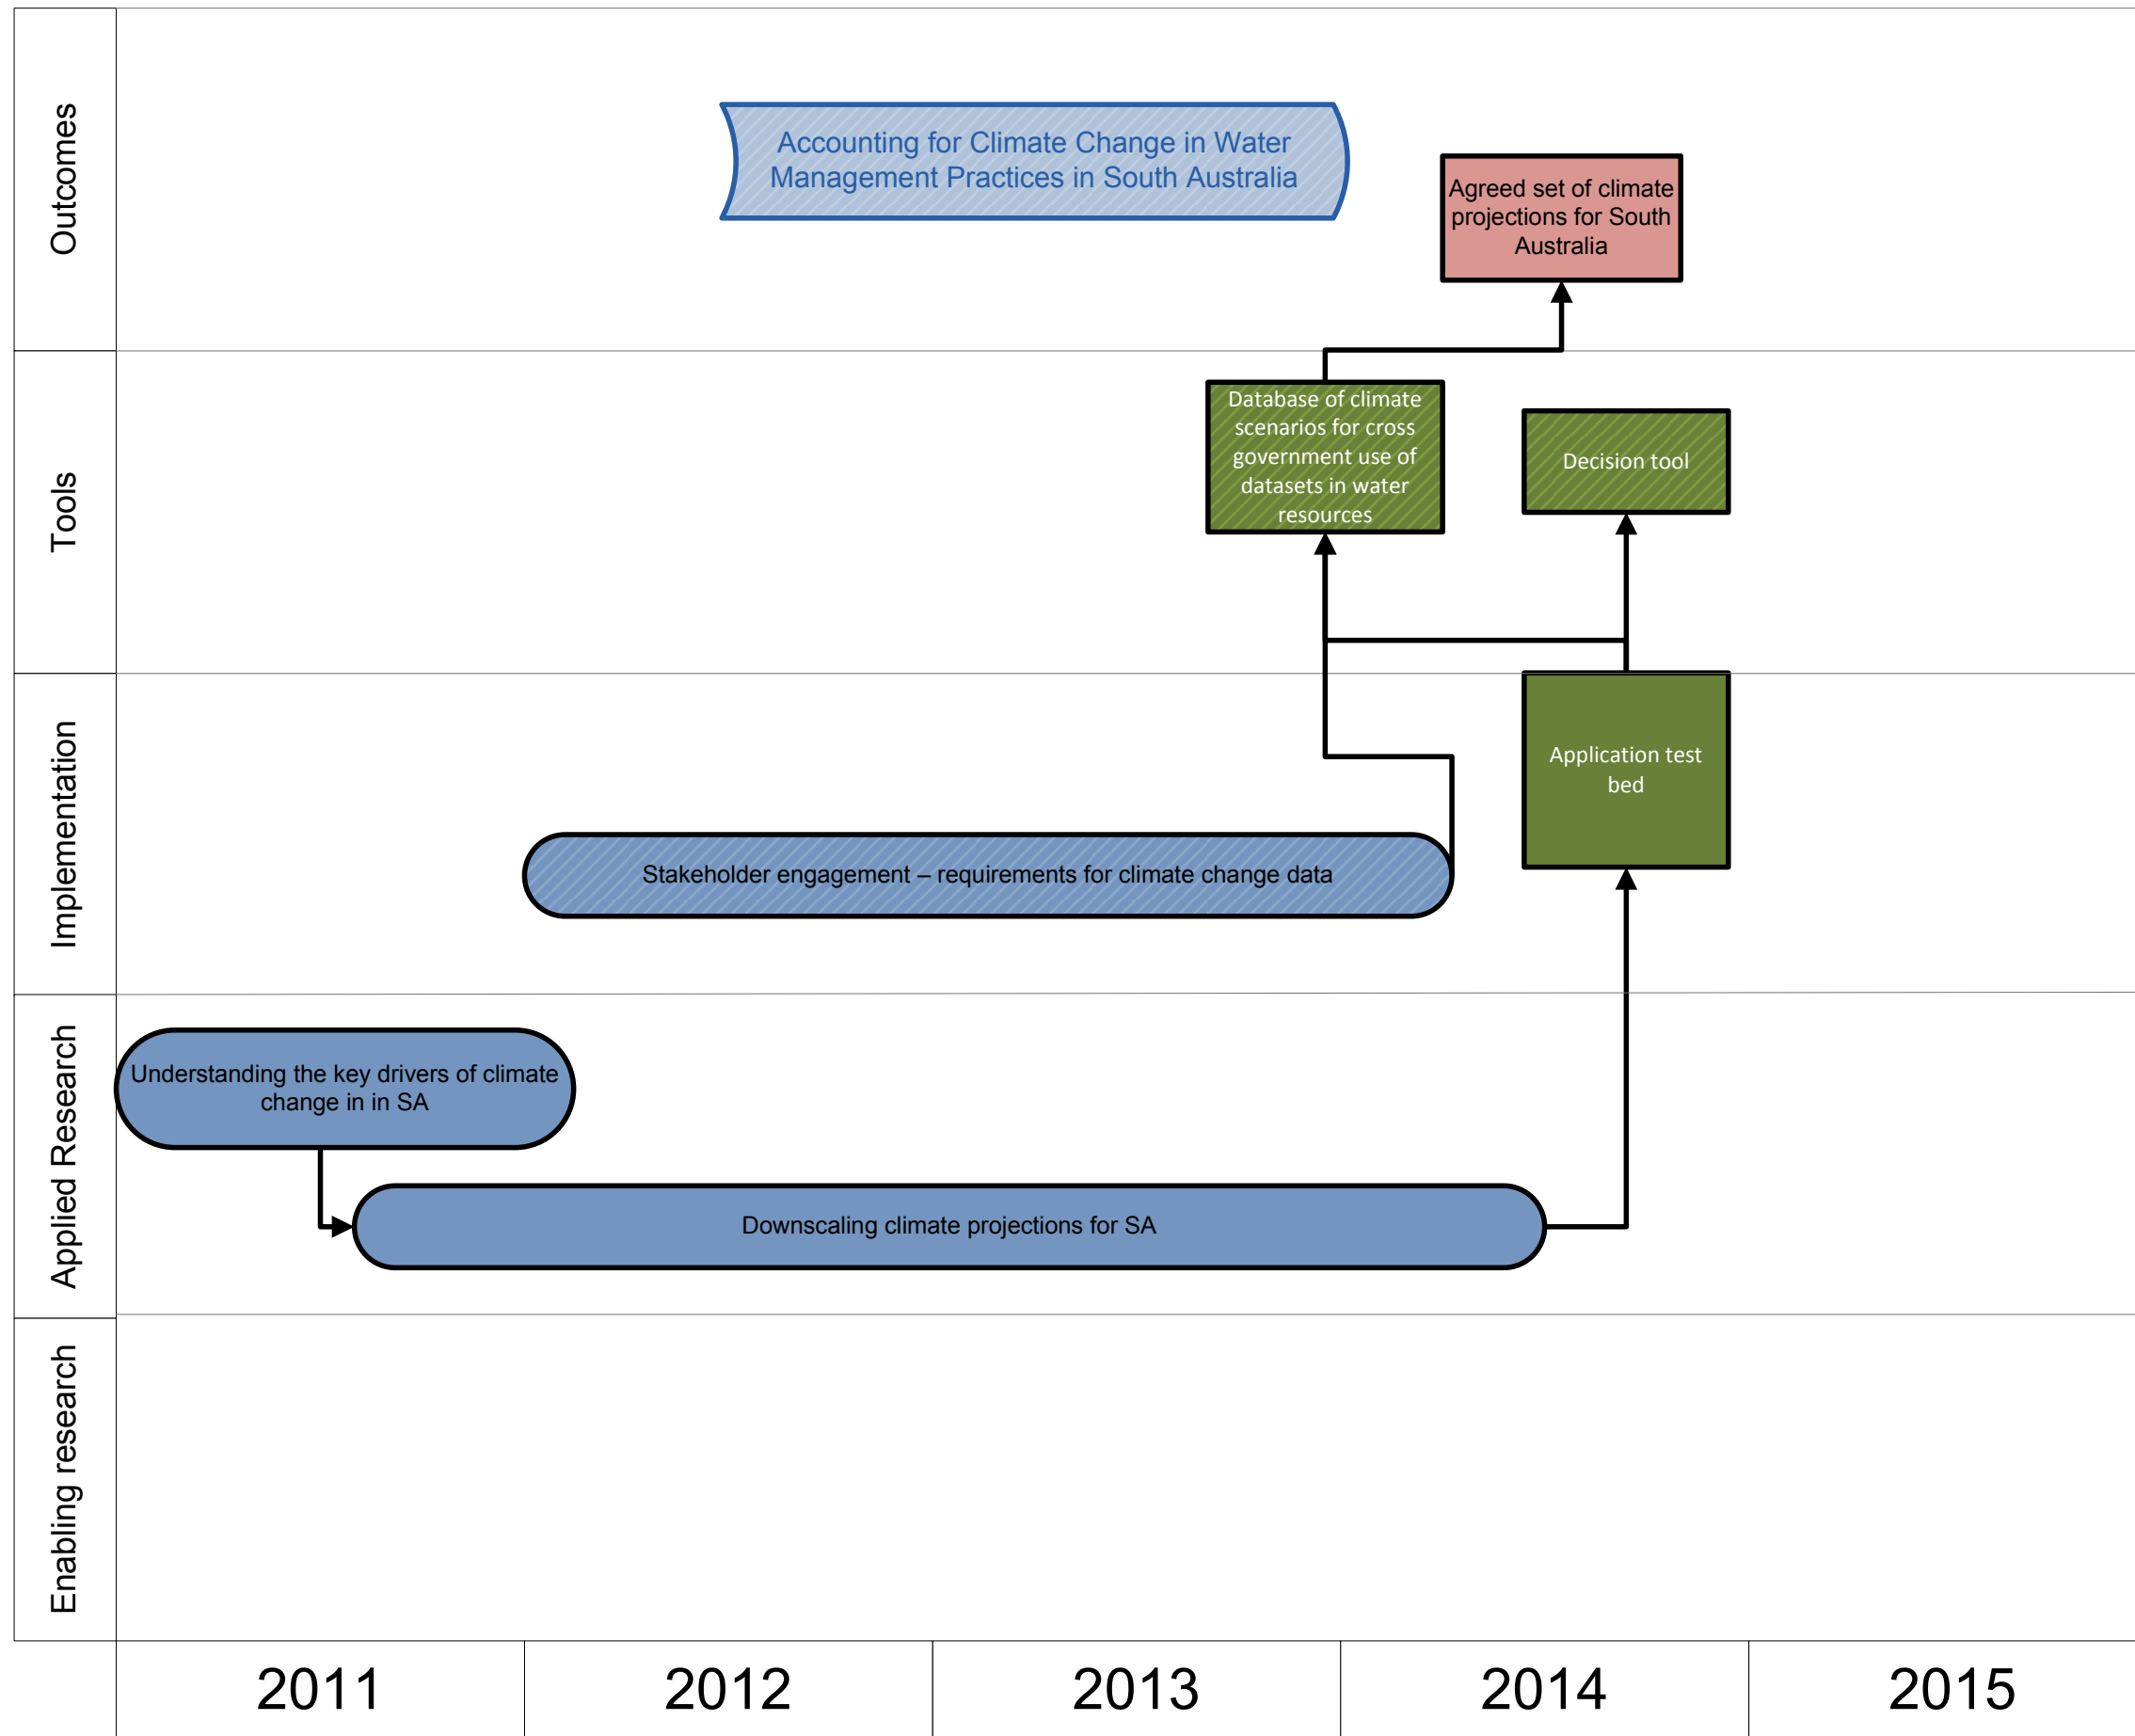 Outcomes
Accounting for Climate Change in Water
Management Practices in South Australia
Agreed set of climate
projections for South
Australia
Tools
Database of climate
scenarios for cross
government use of
datasets in water
resources
Decision tool
Implementation
Application test
bed
Stakeholder engagement – requirements for climate change data
Applied Research
Understanding the key drivers of climate
change in in SA
Downscaling climate projections for SA
Enabling research
2011
2012
2013
2014
2015